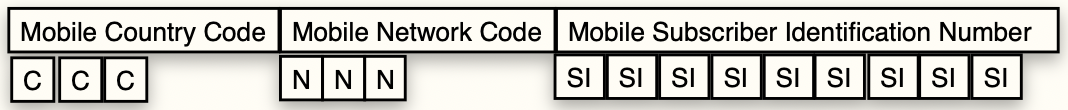 Mobile Country Code Mobile Network Code Mobile Subscriber Identification Number
C C C N N N SI SI SI SI SI SI SI SI SI